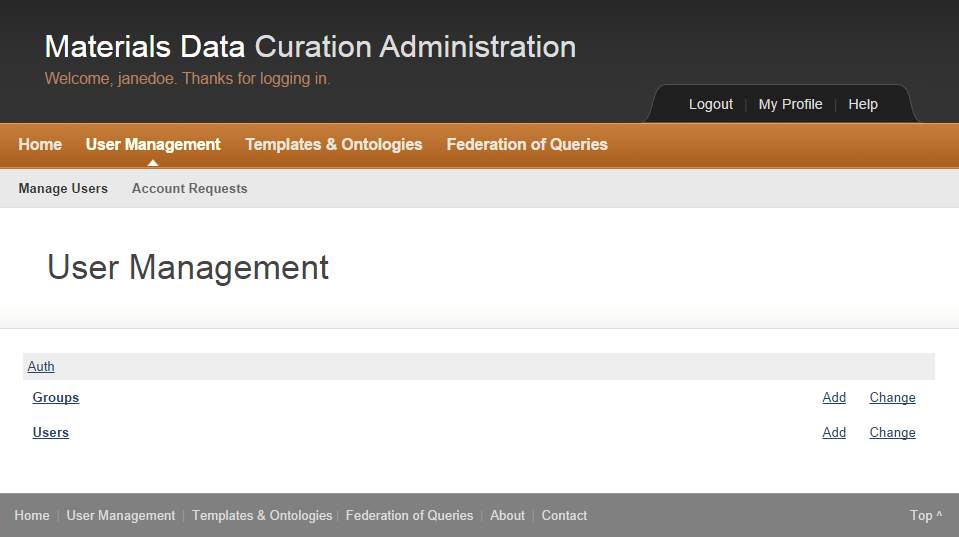 Materials Data Curation Administration
Welcome, janedoe. Thanks for logging in.
Logout | My Profile | Help
Home User Management Templates & Ontologies Federation of Queries
Manage Users Account Requests
User Management
Auth
Groups Add Change
Users Add Change
Home | User Management | Templates & Ontologies | Federation of Queries | About | Contact Top ^